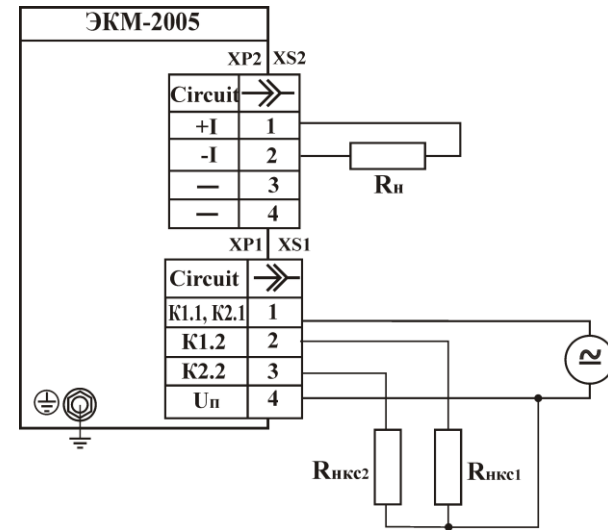 ЭКМ-2005
XP2 XS2
Circuit
+I 1
-I 2
— 3
— 4
Rн
XP1 XS1
Circuit
К1.1, К2.1 1
К1.2 2
К2.2 3
Uп 4
Rнкс2
Rнкс1